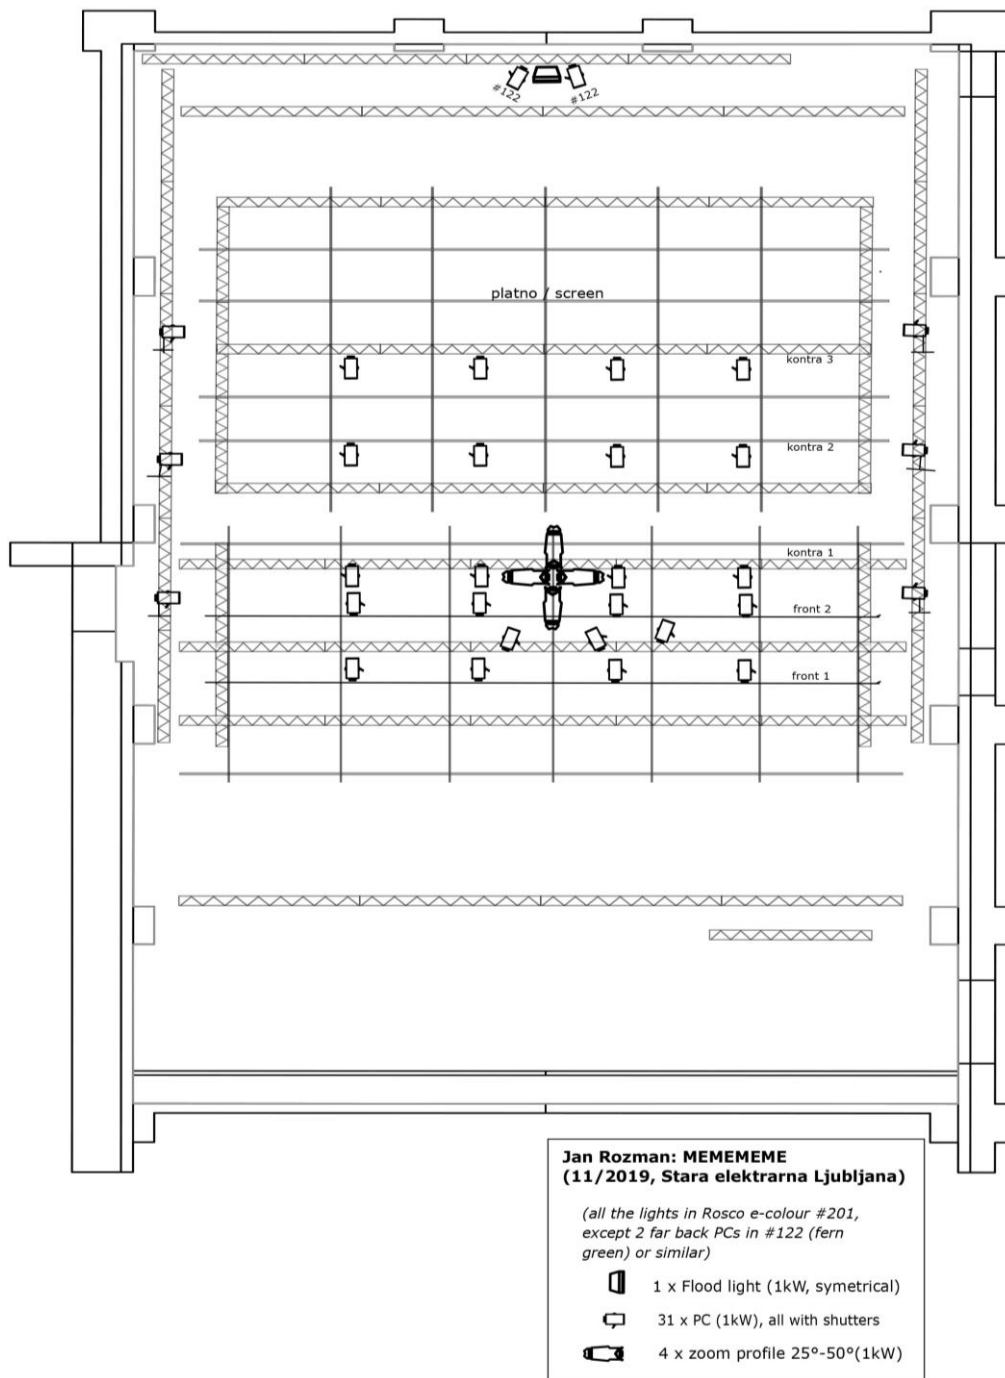 #122
#122
platno / screen
kontra 3
kontra 2
kontra 1
front 2
front 1
Jan Rozman: MEMEMEME
(11/2019, Stara elektrarna Ljubljana)
(all the lights in Rosco e-colour #201,
except 2 far back PCs in #122 (fern
green) or similar)
1 x Flood light (1kW, symetrical)
31 x PC (1kW), all with shutters
4 x zoom profile 25°-50°(1kW)